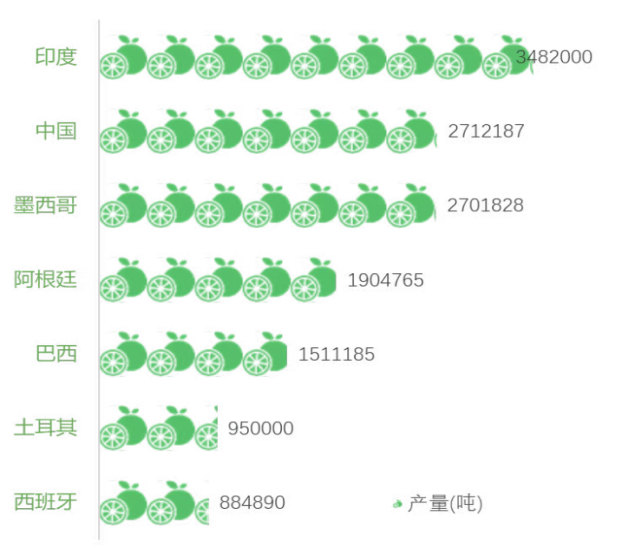 印度 3482000
中国 2712187
墨西哥 2701828
阿根廷 1904765
巴西 1511185
土耳其 950000
西班牙 884890
产量(吨)